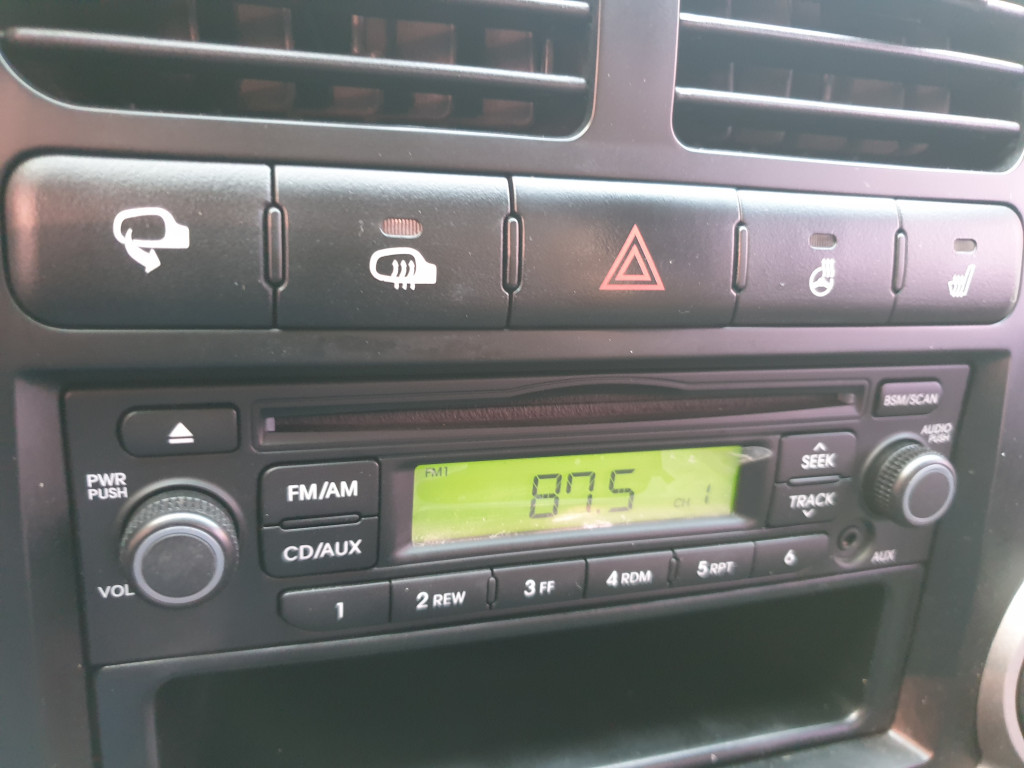 BSM/SCAN
PWR
PUSH
VOL
FM/AM
CD/AUX
FM1
87.5
CH 1
SEEK
TRACK
AUDIO
PUSH
AUX
1
2 REW
3 FF
4 RDM
5 RPT
6